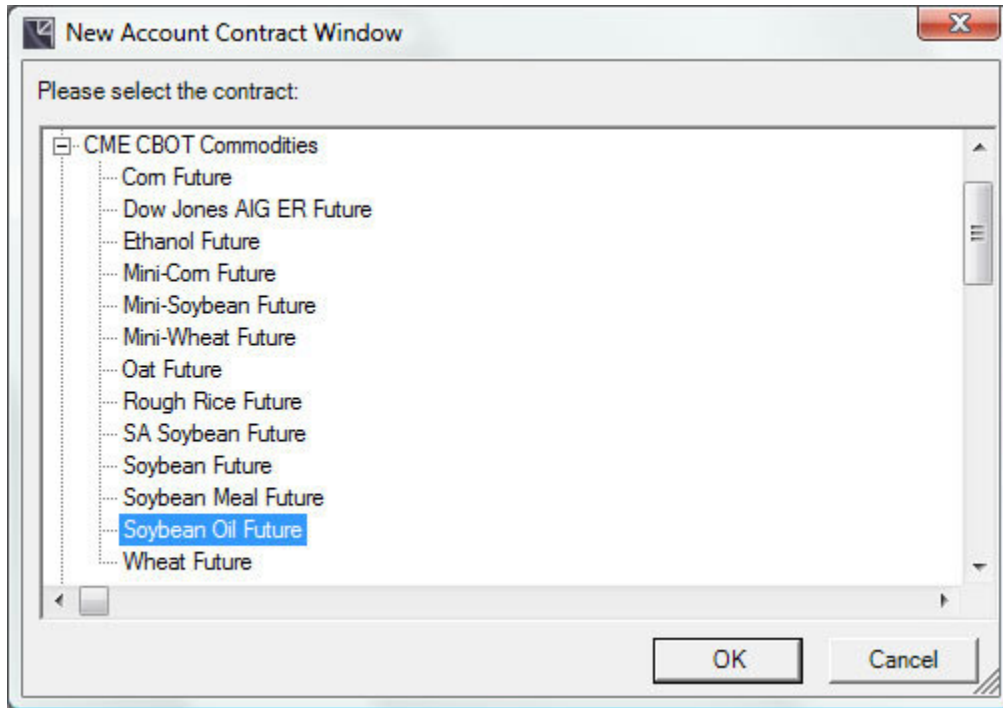 New Account Contract Window
Please select the contract:
CME CBOT Commodities
Corn Future
Dow Jones AIG ER Future
Ethanol Future
Mini-Corn Future
Mini-Soybean Future
Mini-Wheat Future
Oat Future
Rough Rice Future
SA Soybean Future
Soybean Future
Soybean Meal Future
Soybean Oil Future
Wheat Future
OK Cancel